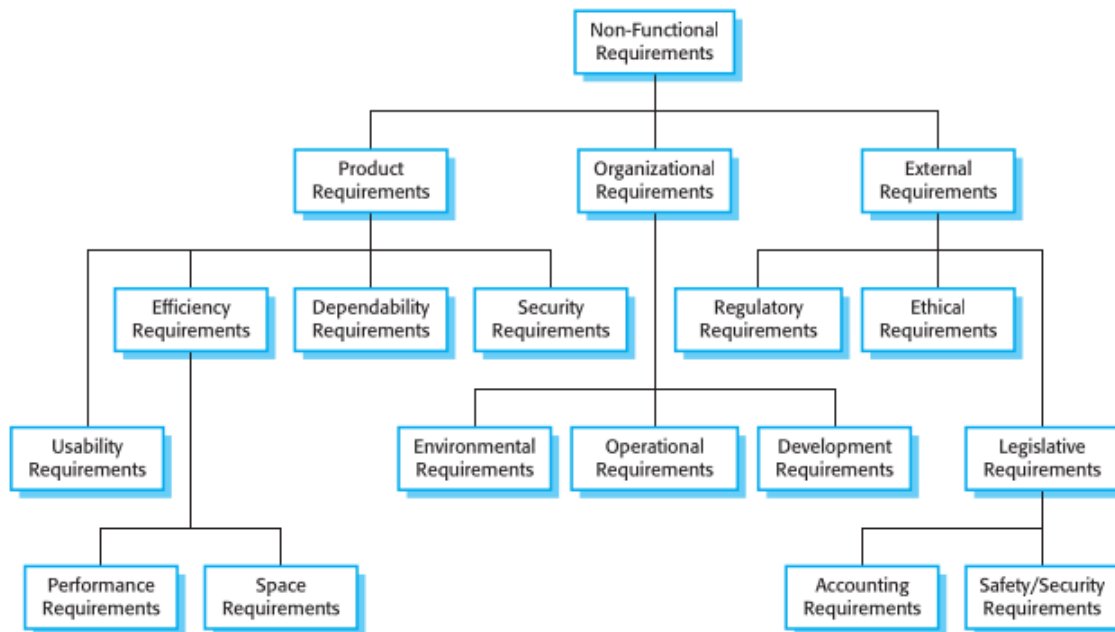 Non-Functional
Requirements
Product
Requirements
Organizational
Requirements
External
Requirements
Efficiency
Requirements
Dependability
Requirements
Security
Requirements
Regulatory
Requirements
Ethical
Requirements
Usability
Requirements
Environmental
Requirements
Operational
Requirements
Development
Requirements
Legislative
Requirements
Performance
Requirements
Space
Requirements
Accounting
Requirements
Safety/Security
Requirements